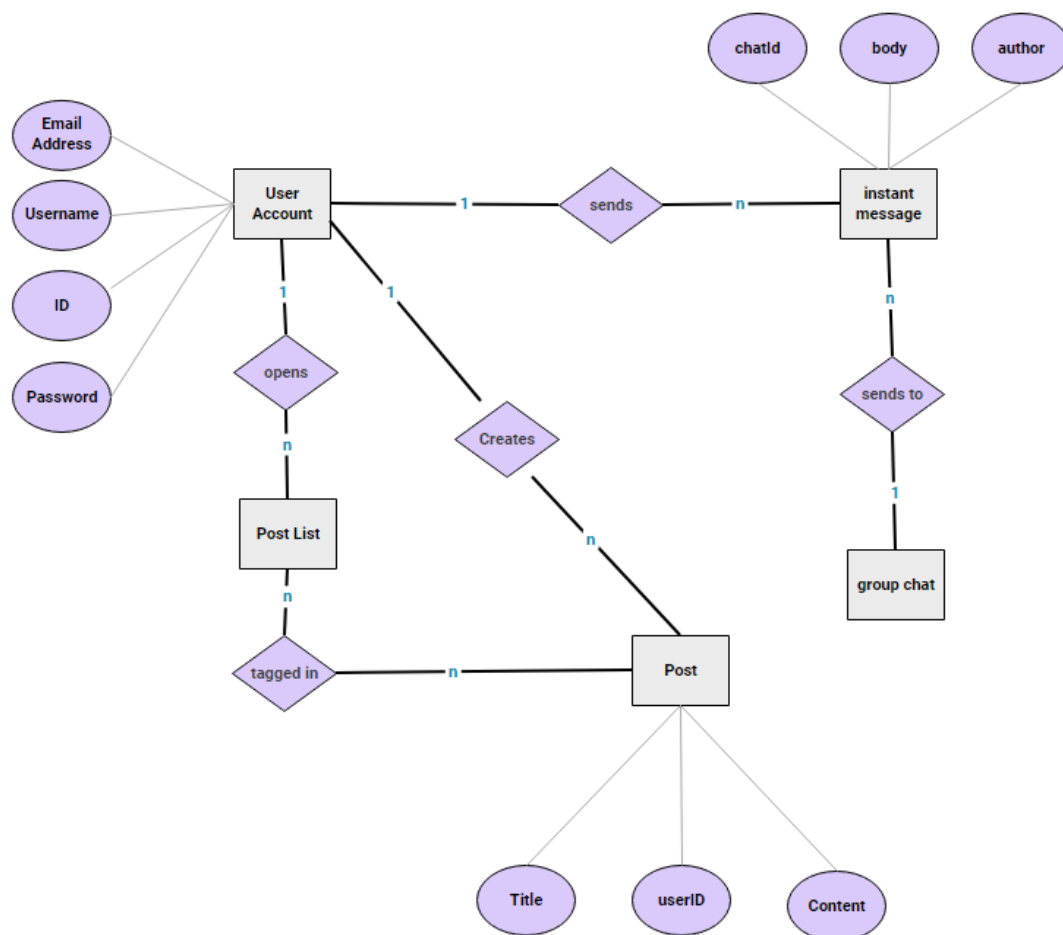 chatId
body
author
Email
Address
Username
ID
Password
User
Account
1
sends
n
instant
message
1
1
n
opens
sends to
n
Creates
1
Post List
n
group chat
n
tagged in
n
Post
Title
userID
Content